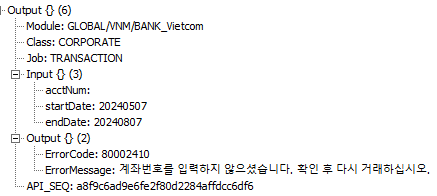 Output {} (6)
Module: GLOBAL/VNM/BANK_Vietcom
Class: CORPORATE
Job: TRANSACTION
Input {} (3)
acctNum:
startDate: 20240507
endDate: 20240807
Output {} (2)
ErrorCode: 80002410
ErrorMessage: 계좌번호를 입력하지 않으셨습니다. 확인 후 다시 거래하십시오.
API_SEQ: a8f9c6ad9e6fe2f80d2284affdcc6df6